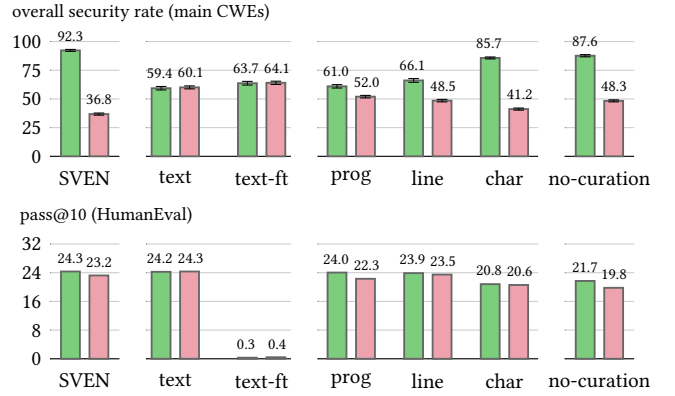 overall security rate (main CWEs)
100 92.3 36.8 59.4 60.1 63.7 64.1 61.0 52.0 66.1 48.5 85.7 41.2 87.6 48.3
75
50
25
0
SVEN text text-ft prog line char no-curation
pass@10 (HumanEval)
32
24 24.3 23.2 24.2 24.3 0.3 0.4 24.0 22.3 23.9 23.5 20.8 20.6 21.7 19.8
16
8
0
SVEN text text-ft prog line char no-curation